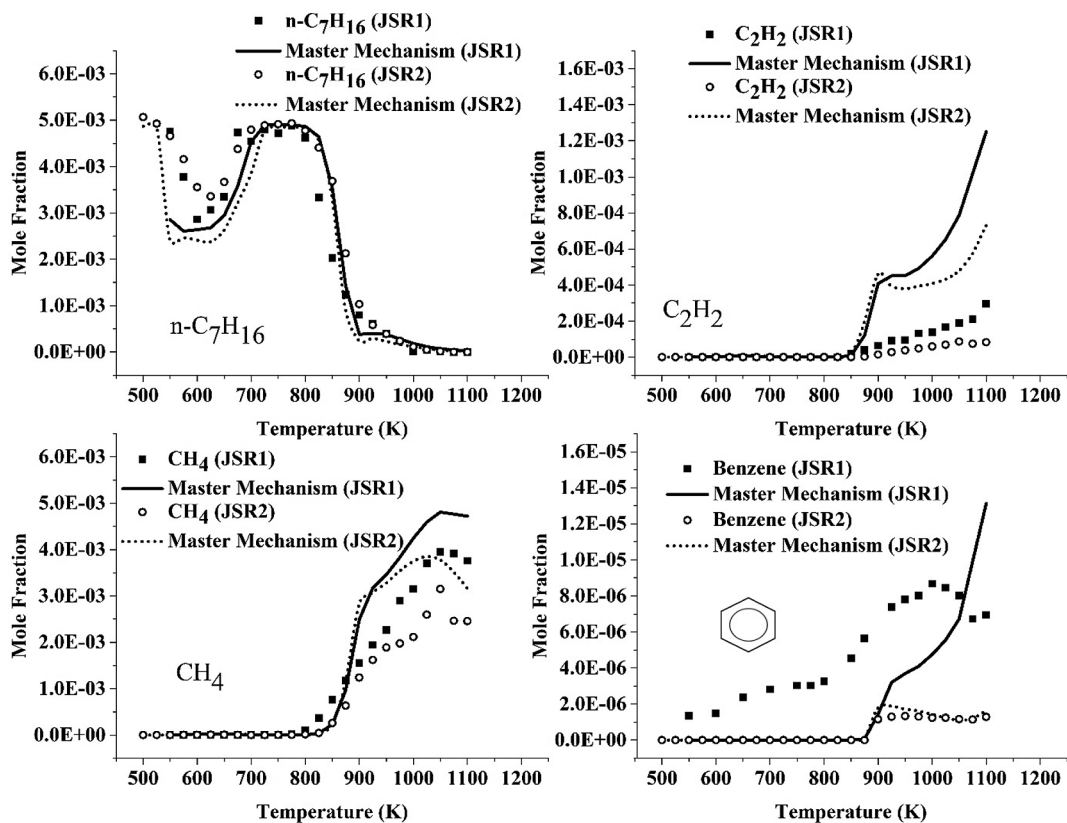 n-C7H16 (JSR1)
Master Mechanism (JSR1)
n-C7H16 (JSR2)
Master Mechanism (JSR2)
6.0E-03
5.0E-03
4.0E-03
3.0E-03
2.0E-03
1.0E-03
0.0E+00
Mole Fraction
n-C7H16
500 600 700 800 900 1000 1100 1200
Temperature (K)
C2H2 (JSR1)
Master Mechanism (JSR1)
C2H2 (JSR2)
Master Mechanism (JSR2)
1.6E-03
1.4E-03
1.2E-03
1.0E-03
8.0E-04
6.0E-04
4.0E-04
2.0E-04
0.0E+00
Mole Fraction
C2H2
500 600 700 800 900 1000 1100 1200
Temperature (K)
CH4 (JSR1)
Master Mechanism (JSR1)
CH4 (JSR2)
Master Mechanism (JSR2)
6.0E-03
5.0E-03
4.0E-03
3.0E-03
2.0E-03
1.0E-03
0.0E+00
Mole Fraction
CH4
500 600 700 800 900 1000 1100 1200
Temperature (K)
Benzene (JSR1)
Master Mechanism (JSR1)
Benzene (JSR2)
Master Mechanism (JSR2)
1.6E-05
1.4E-05
1.2E-05
1.0E-05
8.0E-06
6.0E-06
4.0E-06
2.0E-06
0.0E+00
Mole Fraction
500 600 700 800 900 1000 1100 1200
Temperature (K)